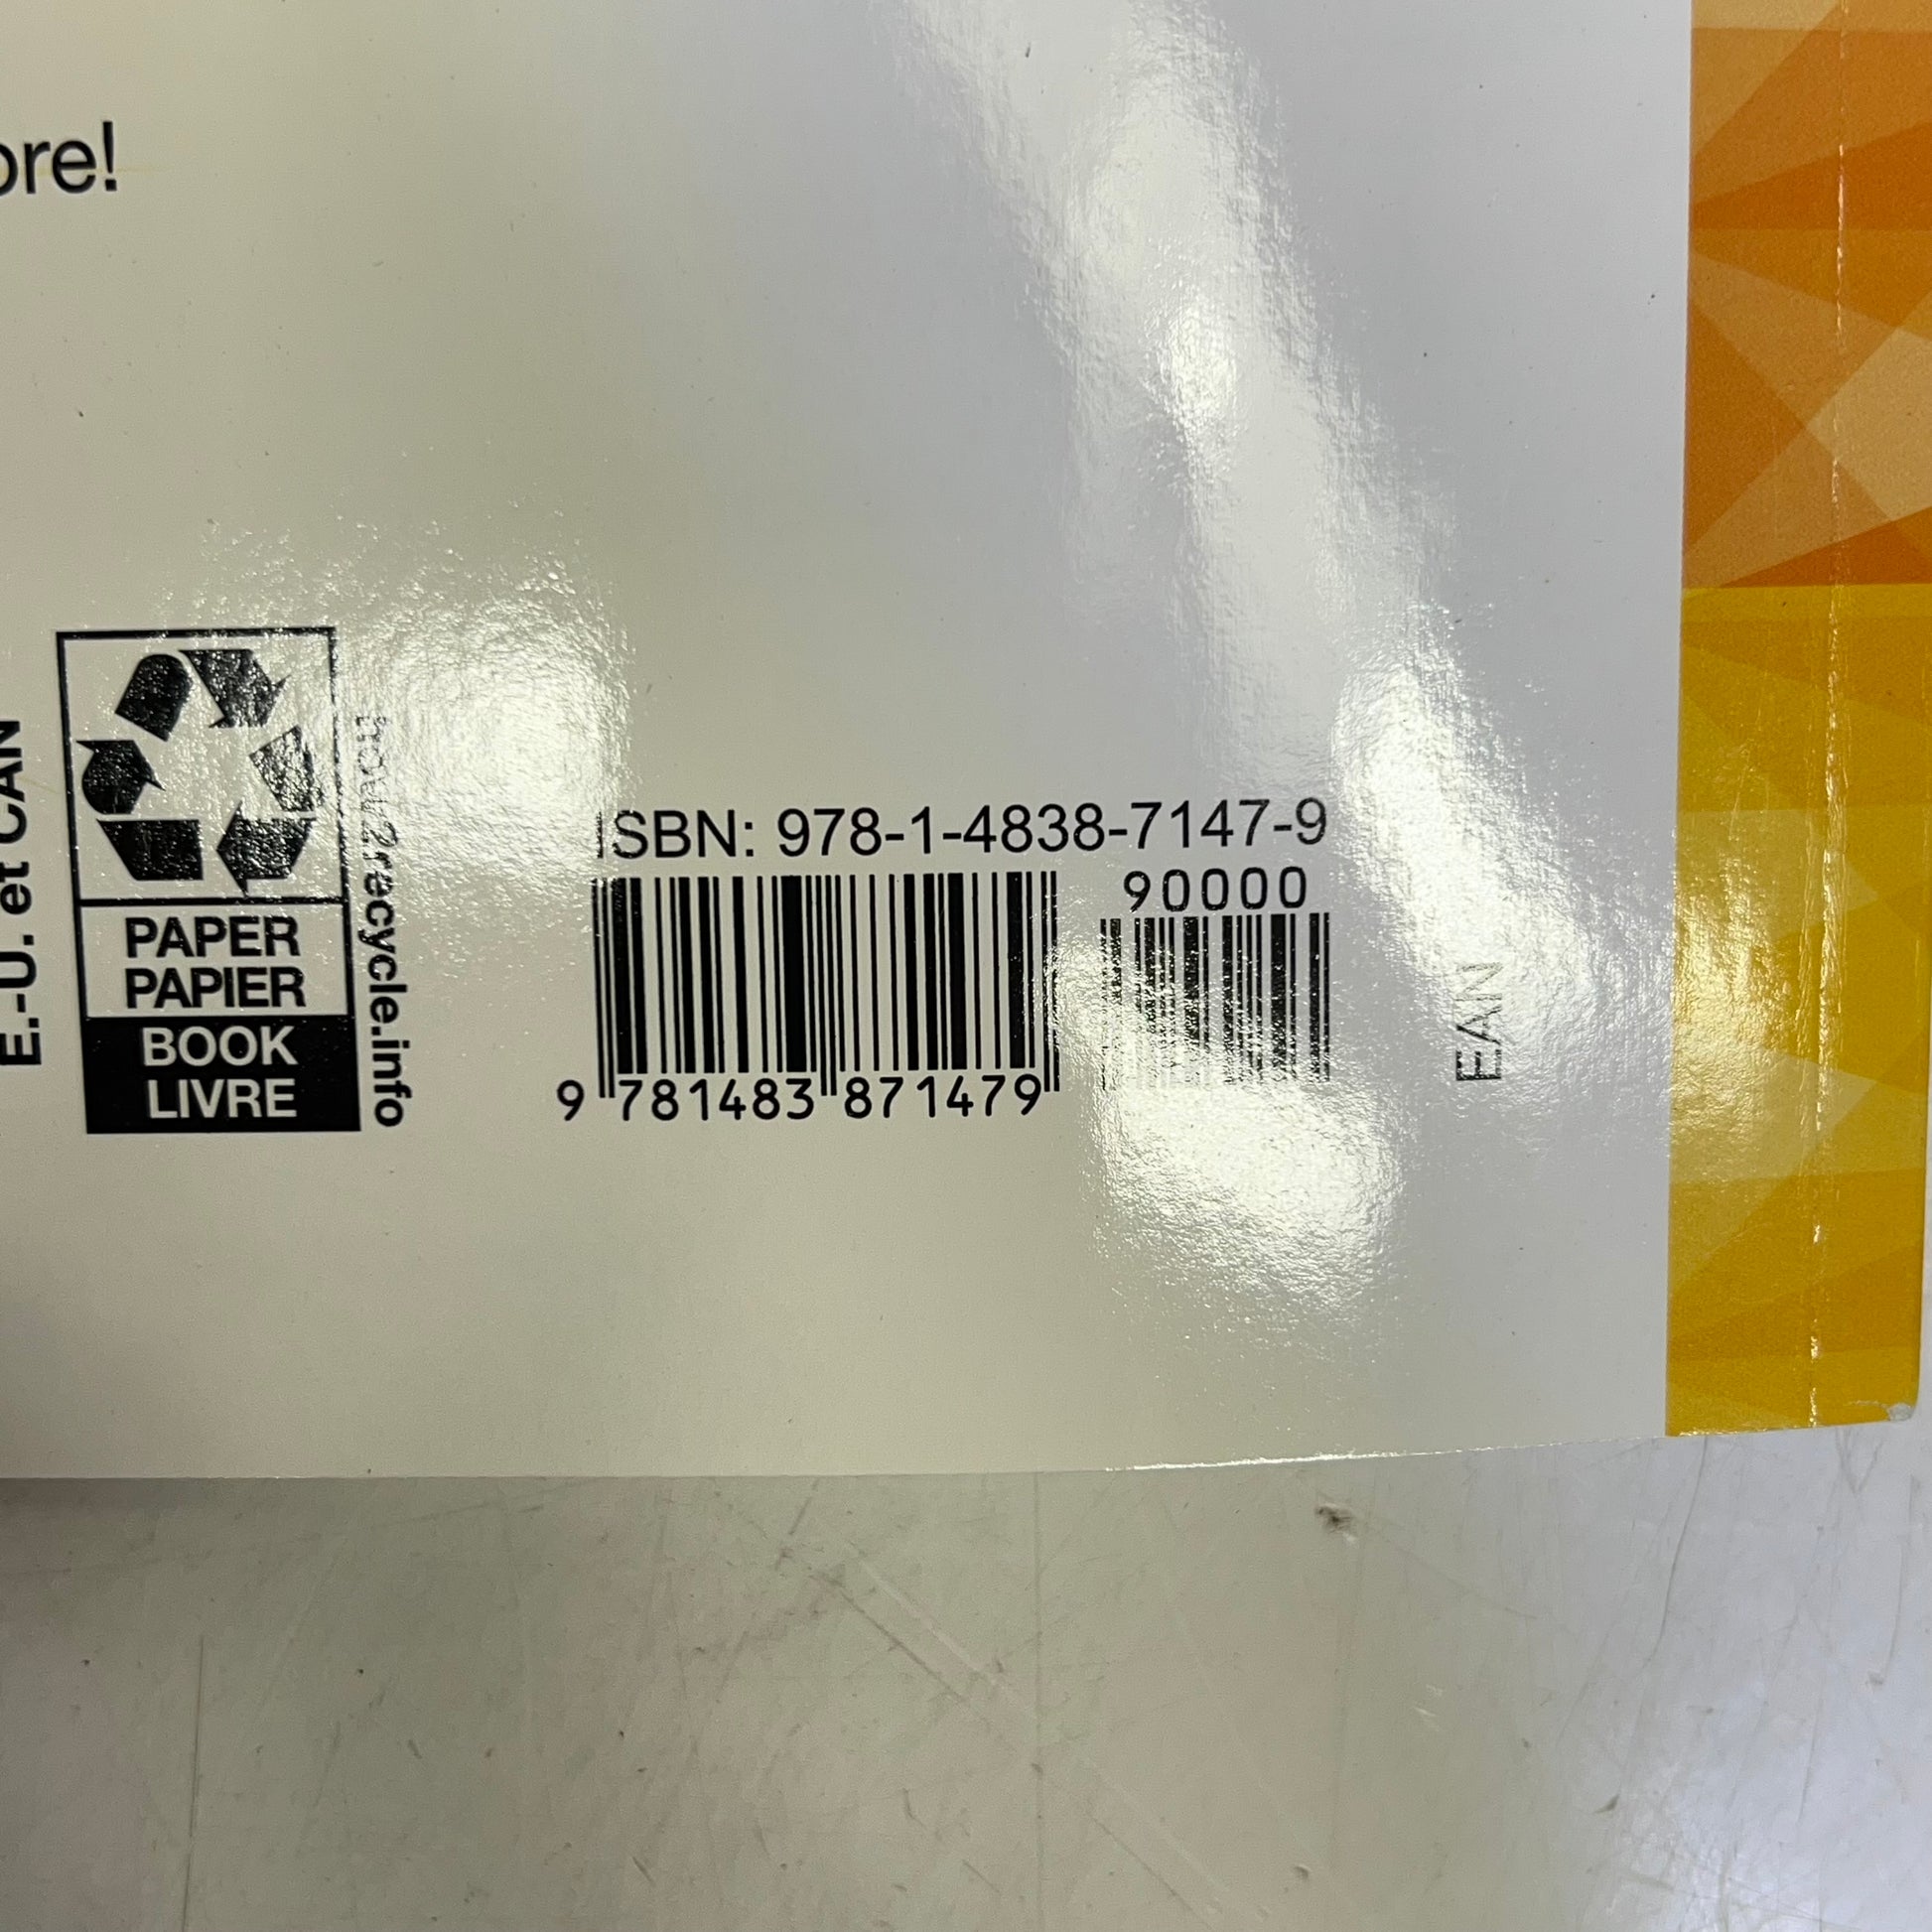 ore!
E.-U. et CAN
how2recycle.info
PAPER
PAPIER
BOOK
LIVRE
ISBN: 978-1-4838-7147-9
90000
9 781483 871479
EAN